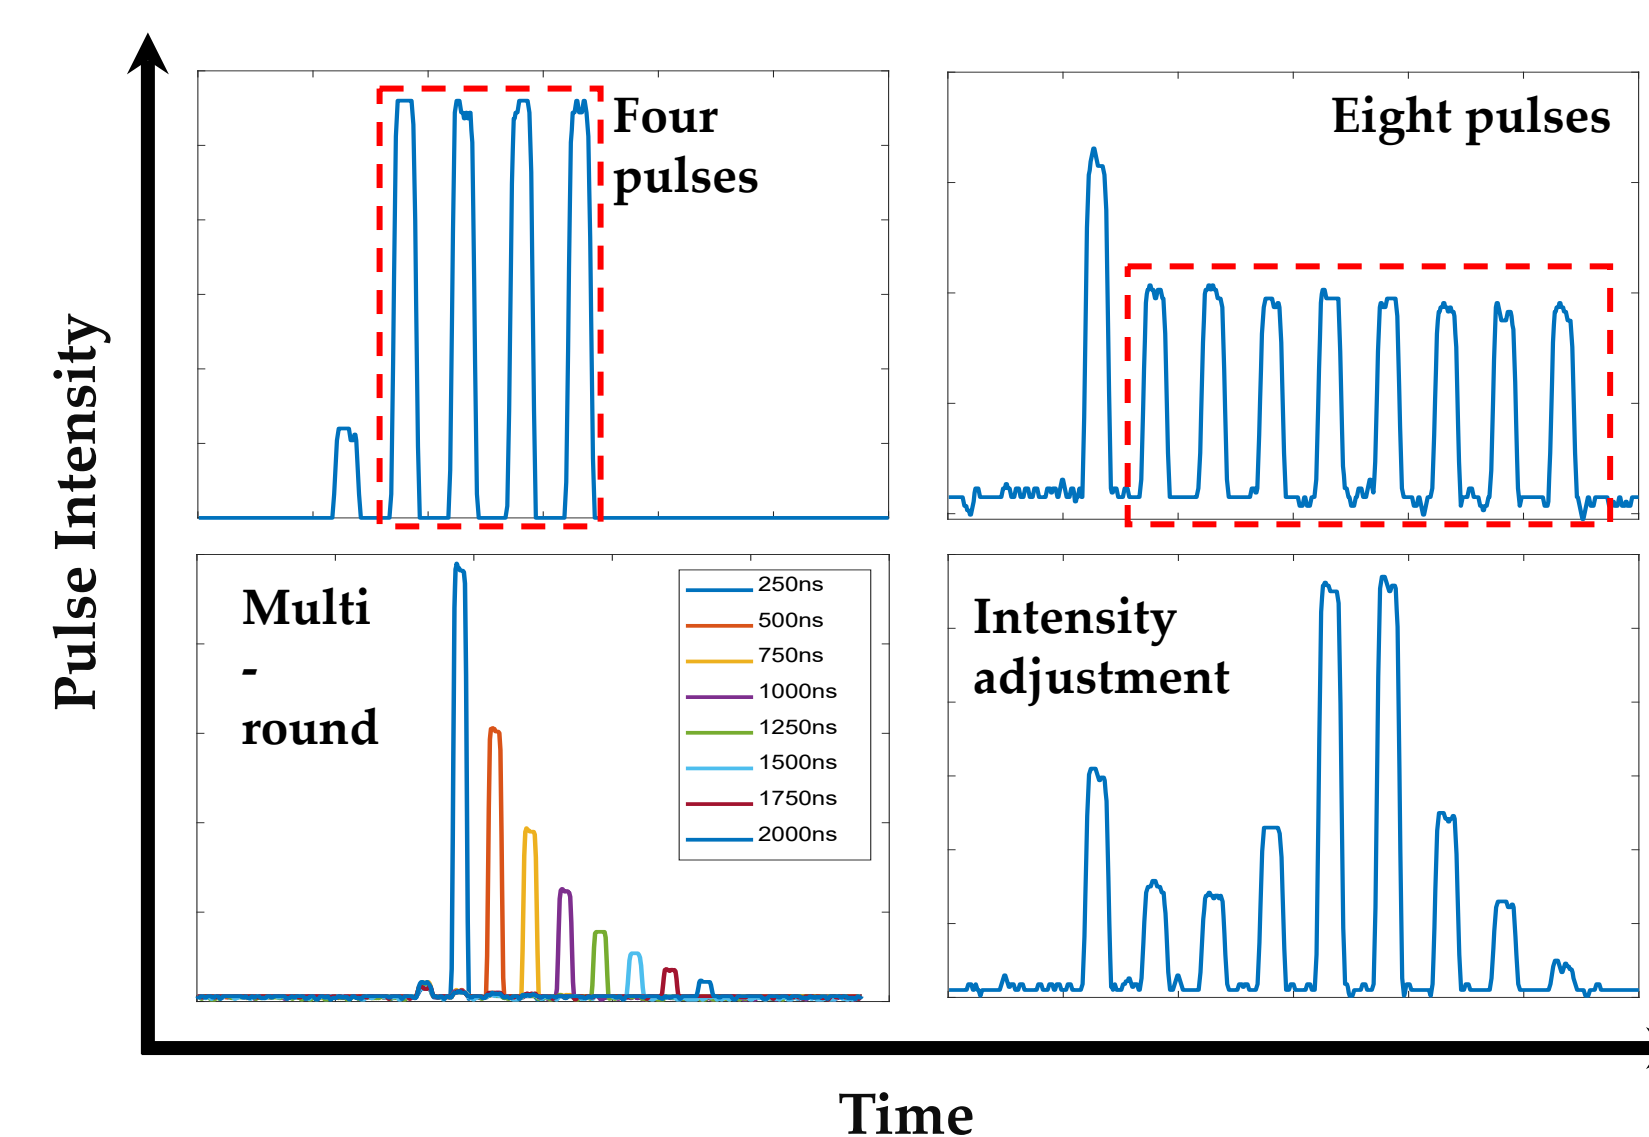 Pulse Intensity
Four
pulses
Eight pulses
Multi
-
round
250ns
500ns
750ns
1000ns
1250ns
1500ns
1750ns
2000ns
Intensity
adjustment
Time